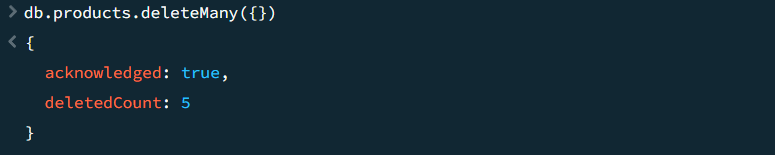 > db.products.deleteMany({})
< {
acknowledged: true,
deletedCount: 5
}